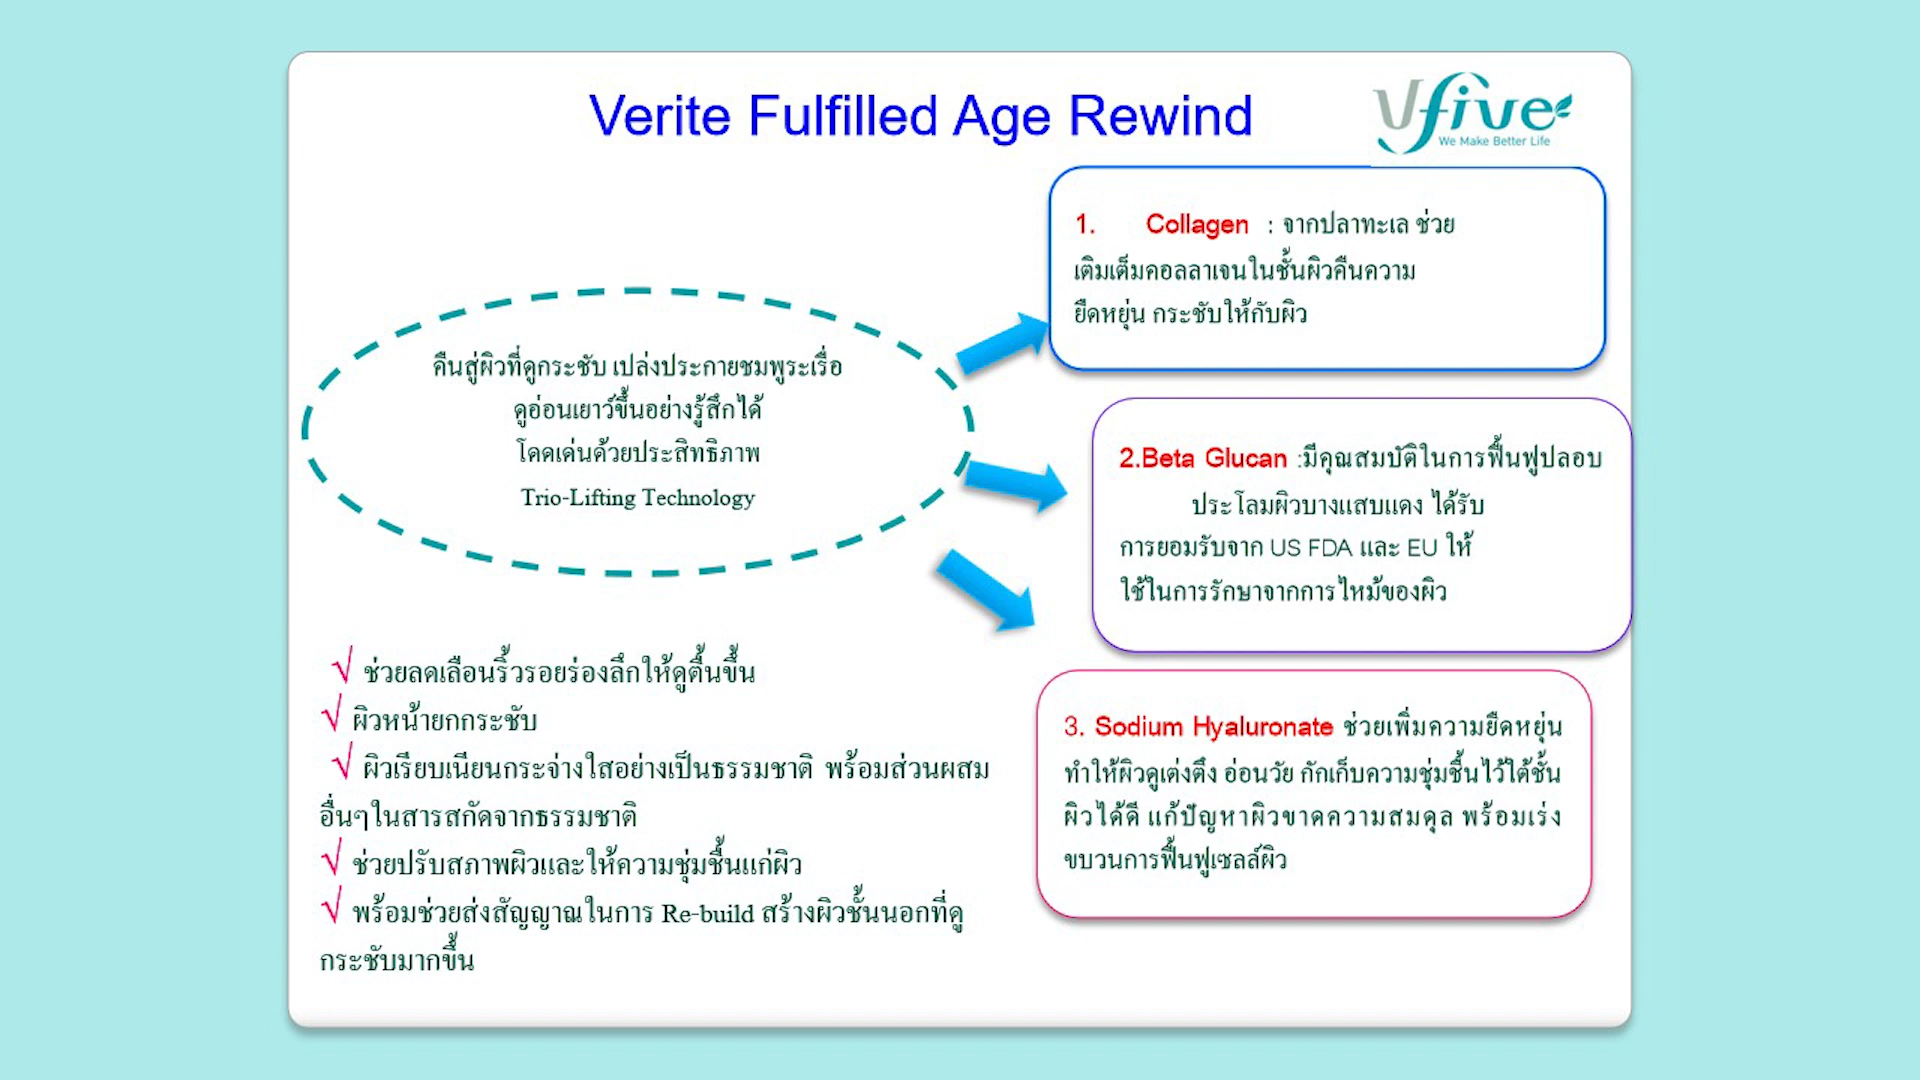 Verite Fulfilled Age Rewind
Vfive
We Make Better Life
คืนสู่ผิวที่ดูกระชับ เปล่งประกายชมพูระเรื่อ
ดูอ่อนเยาว์ขึ้นอย่างรู้สึกได้
โดดเด่นด้วยประสิทธิภาพ
Trio-Lifting Technology
1. Collagen : จากปลาทะเล ช่วย
เติมเต็มคอลลาเจนในชั้นผิวคืนความ
ยืดหยุ่น กระชับให้กับผิว
2.Beta Glucan :มีคุณสมบัติในการฟื้นฟูปลอบ
ประโลมผิวบางแสบแดง ได้รับ
การยอมรับจาก US FDA และ EU ให้
ใช้ในการรักษาจากการไหม้ของผิว
3. Sodium Hyaluronate ช่วยเพิ่มความยืดหยุ่น
ทำให้ผิวดูเต่งตึง อ่อนวัย กักเก็บความชุ่มชื้นไว้ใต้ชั้น
ผิวได้ดี แก้ปัญหาผิวขาดความสมดุล พร้อมเร่ง
ขบวนการฟื้นฟูเซลล์ผิว
√ ช่วยลดเลือนริ้วรอยร่องลึกให้ดูตื้นขึ้น
√ ผิวหน้ายกกระชับ
√ ผิวเรียบเนียนกระจ่างใสอย่างเป็นธรรมชาติ พร้อมส่วนผสม
อื่นๆในสารสกัดจากธรรมชาติ
√ ช่วยปรับสภาพผิวและให้ความชุ่มชื้นแก่ผิว
√ พร้อมช่วยส่งสัญญาณในการ Re-build สร้างผิวชั้นนอกที่ดู
กระชับมากขึ้น